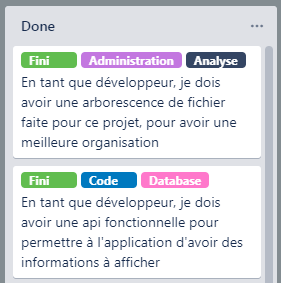 Done
Fini Administration Analyse
En tant que développeur, je dois
avoir une arborescence de fichier
faite pour ce projet, pour avoir une
meilleure organisation
Fini Code Database
En tant que développeur, je dois
avoir une api fonctionnelle pour
permettre à l'application d'avoir des
informations à afficher